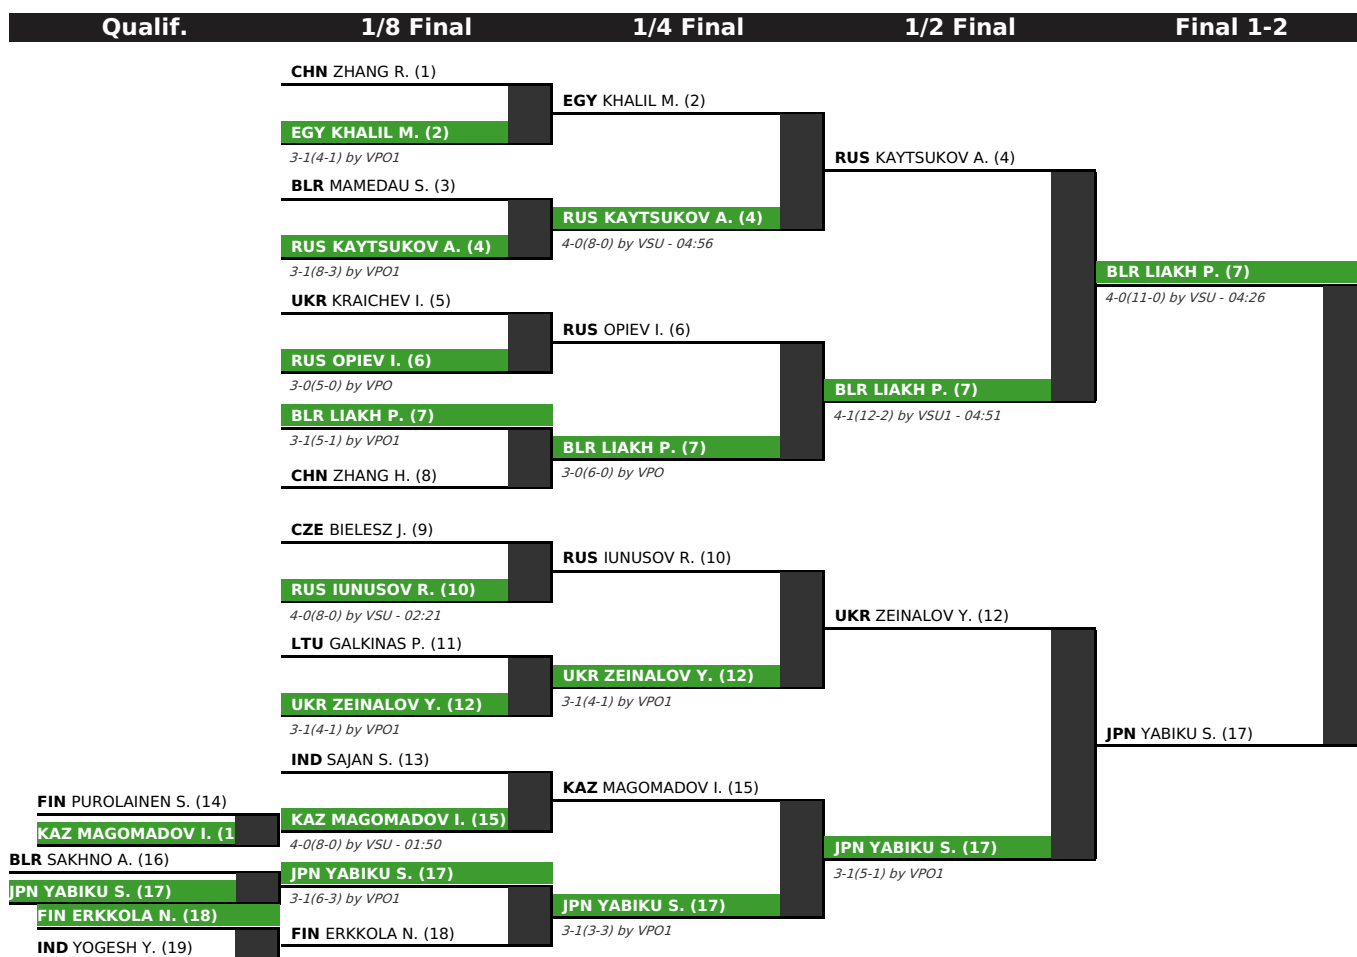 Qualif.
1/8 Final
1/4 Final
1/2 Final
Final 1-2
CHN ZHANG R. (1)
EGY KHALIL M. (2)
EGY KHALIL M. (2)
3-1(4-1) by VPO1
RUS KAYTSUKOV A. (4)
BLR MAMEDAU S. (3)
RUS KAYTSUKOV A. (4)
RUS KAYTSUKOV A. (4)
4-0(8-0) by VSU - 04:56
3-1(8-3) by VPO1
BLR LIAKH P. (7)
4-0(11-0) by VSU - 04:26
UKR KRAICHEV I. (5)
RUS OPIEV I. (6)
RUS OPIEV I. (6)
3-0(5-0) by VPO
BLR LIAKH P. (7)
4-1(12-2) by VSU1 - 04:51
BLR LIAKH P. (7)
3-1(5-1) by VPO1
BLR LIAKH P. (7)
3-0(6-0) by VPO
CHN ZHANG H. (8)
CZE BIELESZ J. (9)
RUS IUNUSOV R. (10)
RUS IUNUSOV R. (10)
4-0(8-0) by VSU - 02:21
UKR ZEINALOV Y. (12)
LTU GALKINAS P. (11)
UKR ZEINALOV Y. (12)
3-1(4-1) by VPO1
UKR ZEINALOV Y. (12)
3-1(4-1) by VPO1
JPN YABIKU S. (17)
IND SAJAN S. (13)
KAZ MAGOMADOV I. (15)
FIN PUROLAINEN S. (14)
KAZ MAGOMADOV I. (15)
KAZ MAGOMADOV I. (1
4-0(8-0) by VSU - 01:50
JPN YABIKU S. (17)
3-1(5-1) by VPO1
BLR SAKHNO A. (16)
JPN YABIKU S. (17)
JPN YABIKU S. (17)
3-1(6-3) by VPO1
JPN YABIKU S. (17)
3-1(3-3) by VPO1
FIN ERKKOLA N. (18)
FIN ERKKOLA N. (18)
IND YOGESH Y. (19)